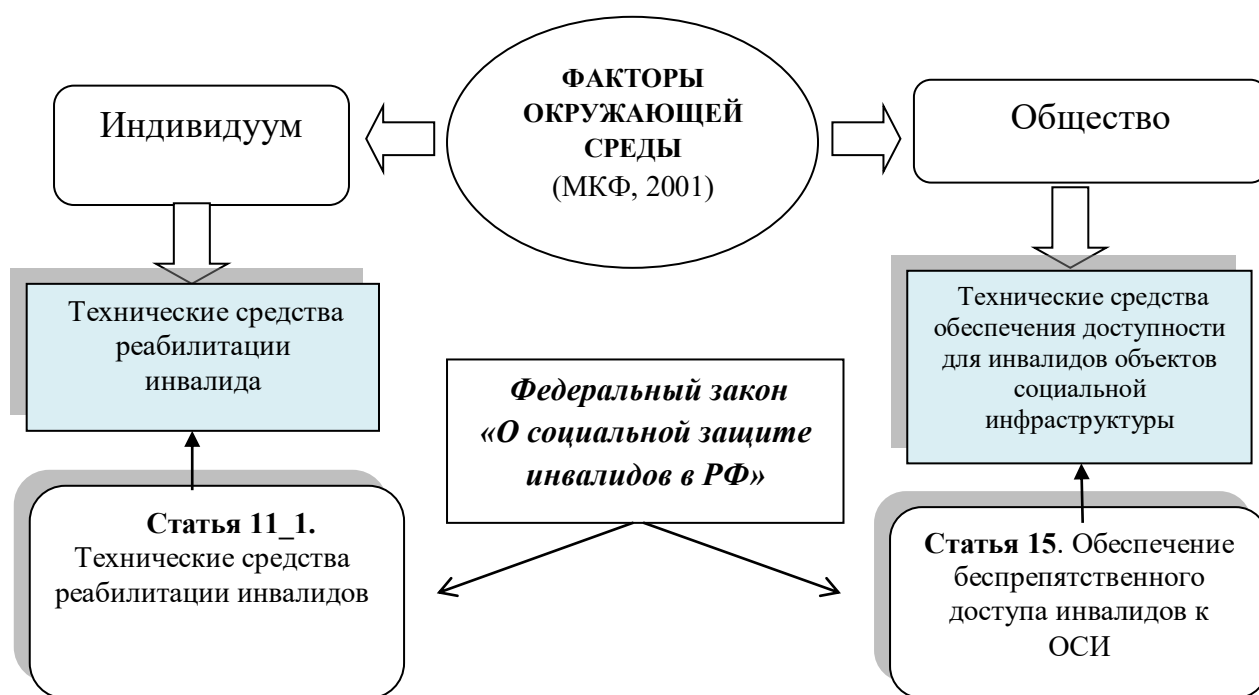 ФАКТОРЫ
ОКРУЖАЮЩЕЙ
СРЕДЫ
(МКФ, 2001)
Индивидуум
Общество
Технические средства
реабилитации
инвалида
Технические средства
обеспечения доступности
для инвалидов объектов
социальной
инфраструктуры
Федеральный закон
«О социальной защите
инвалидов в РФ»
Статья 11_1.
Технические средства
реабилитации инвалидов
Статья 15. Обеспечение
беспрепятственного
доступа инвалидов к
ОСИ